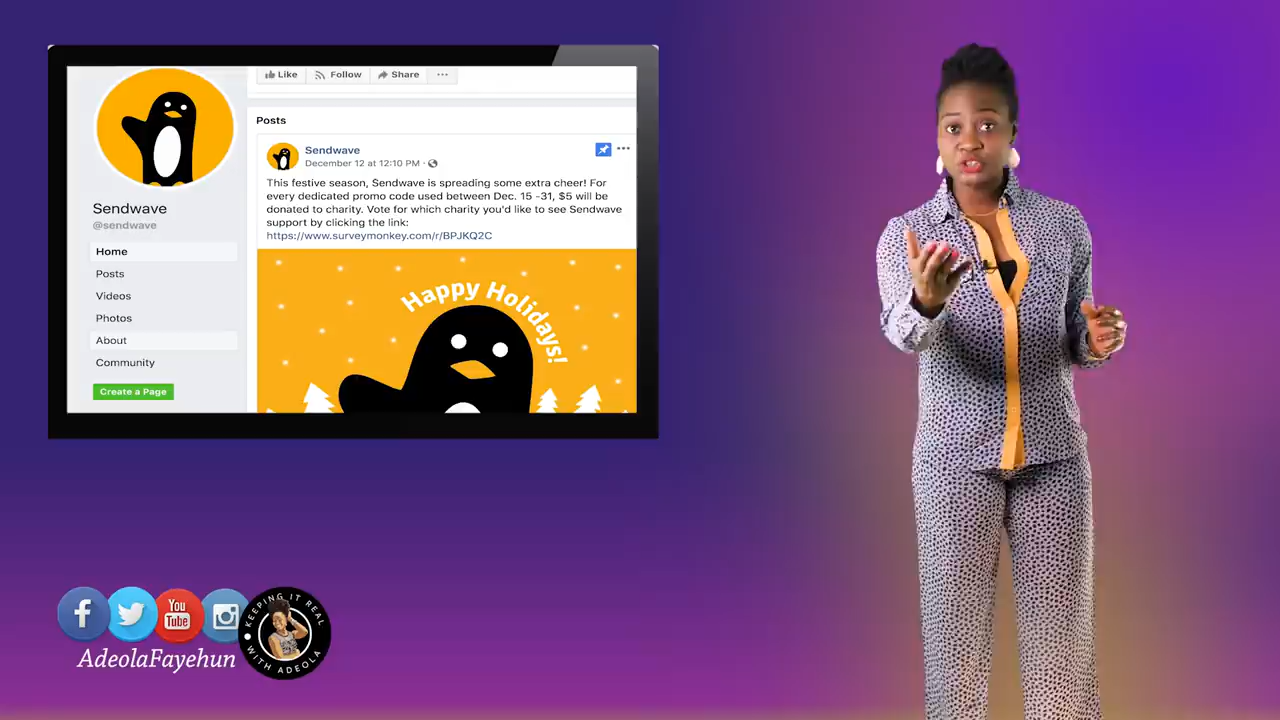 Like
Follow
Share
Posts
Sendwave
December 12 at 12:10 PM
This festive season, Sendwave is spreading some extra cheer! For
every dedicated promo code used between Dec. 15 -31, $5 will be
donated to charity. Vote for which charity you'd like to see Sendwave
support by clicking the link:
https://www.surveymonkey.com/r/BPJKQ2C
Happy Holidays!
Sendwave
@sendwave
Home
Posts
Videos
Photos
About
Community
Create a Page
You
Tube
AdeolaFayehun
KEEPING IT REAL
WITH ADEOLA